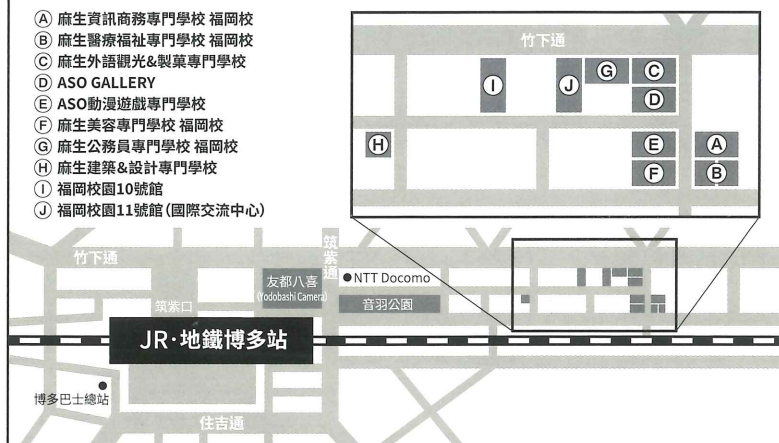 Ⓐ 麻生資訊商務專門學校 福岡校
Ⓑ 麻生醫療福祉專門學校 福岡校
Ⓒ 麻生外語觀光&製菓專門學校
Ⓓ ASO GALLERY
Ⓔ ASO動漫遊戲專門學校
Ⓕ 麻生美容專門學校 福岡校
Ⓖ 麻生公務員專門學校 福岡校
Ⓗ 麻生建築&設計專門學校
Ⓘ 福岡校園10號館
Ⓙ 福岡校園11號館(國際交流中心)
竹下通
Ⓘ
Ⓙ
Ⓖ
Ⓒ
Ⓓ
Ⓗ
Ⓔ
Ⓐ
Ⓕ
Ⓑ
竹下通
筑紫通
筑紫口
友都八喜
(Yodobashi Camera)
●NTT Docomo
音羽公園
JR·地鐵博多站
博多巴士總站
住吉通